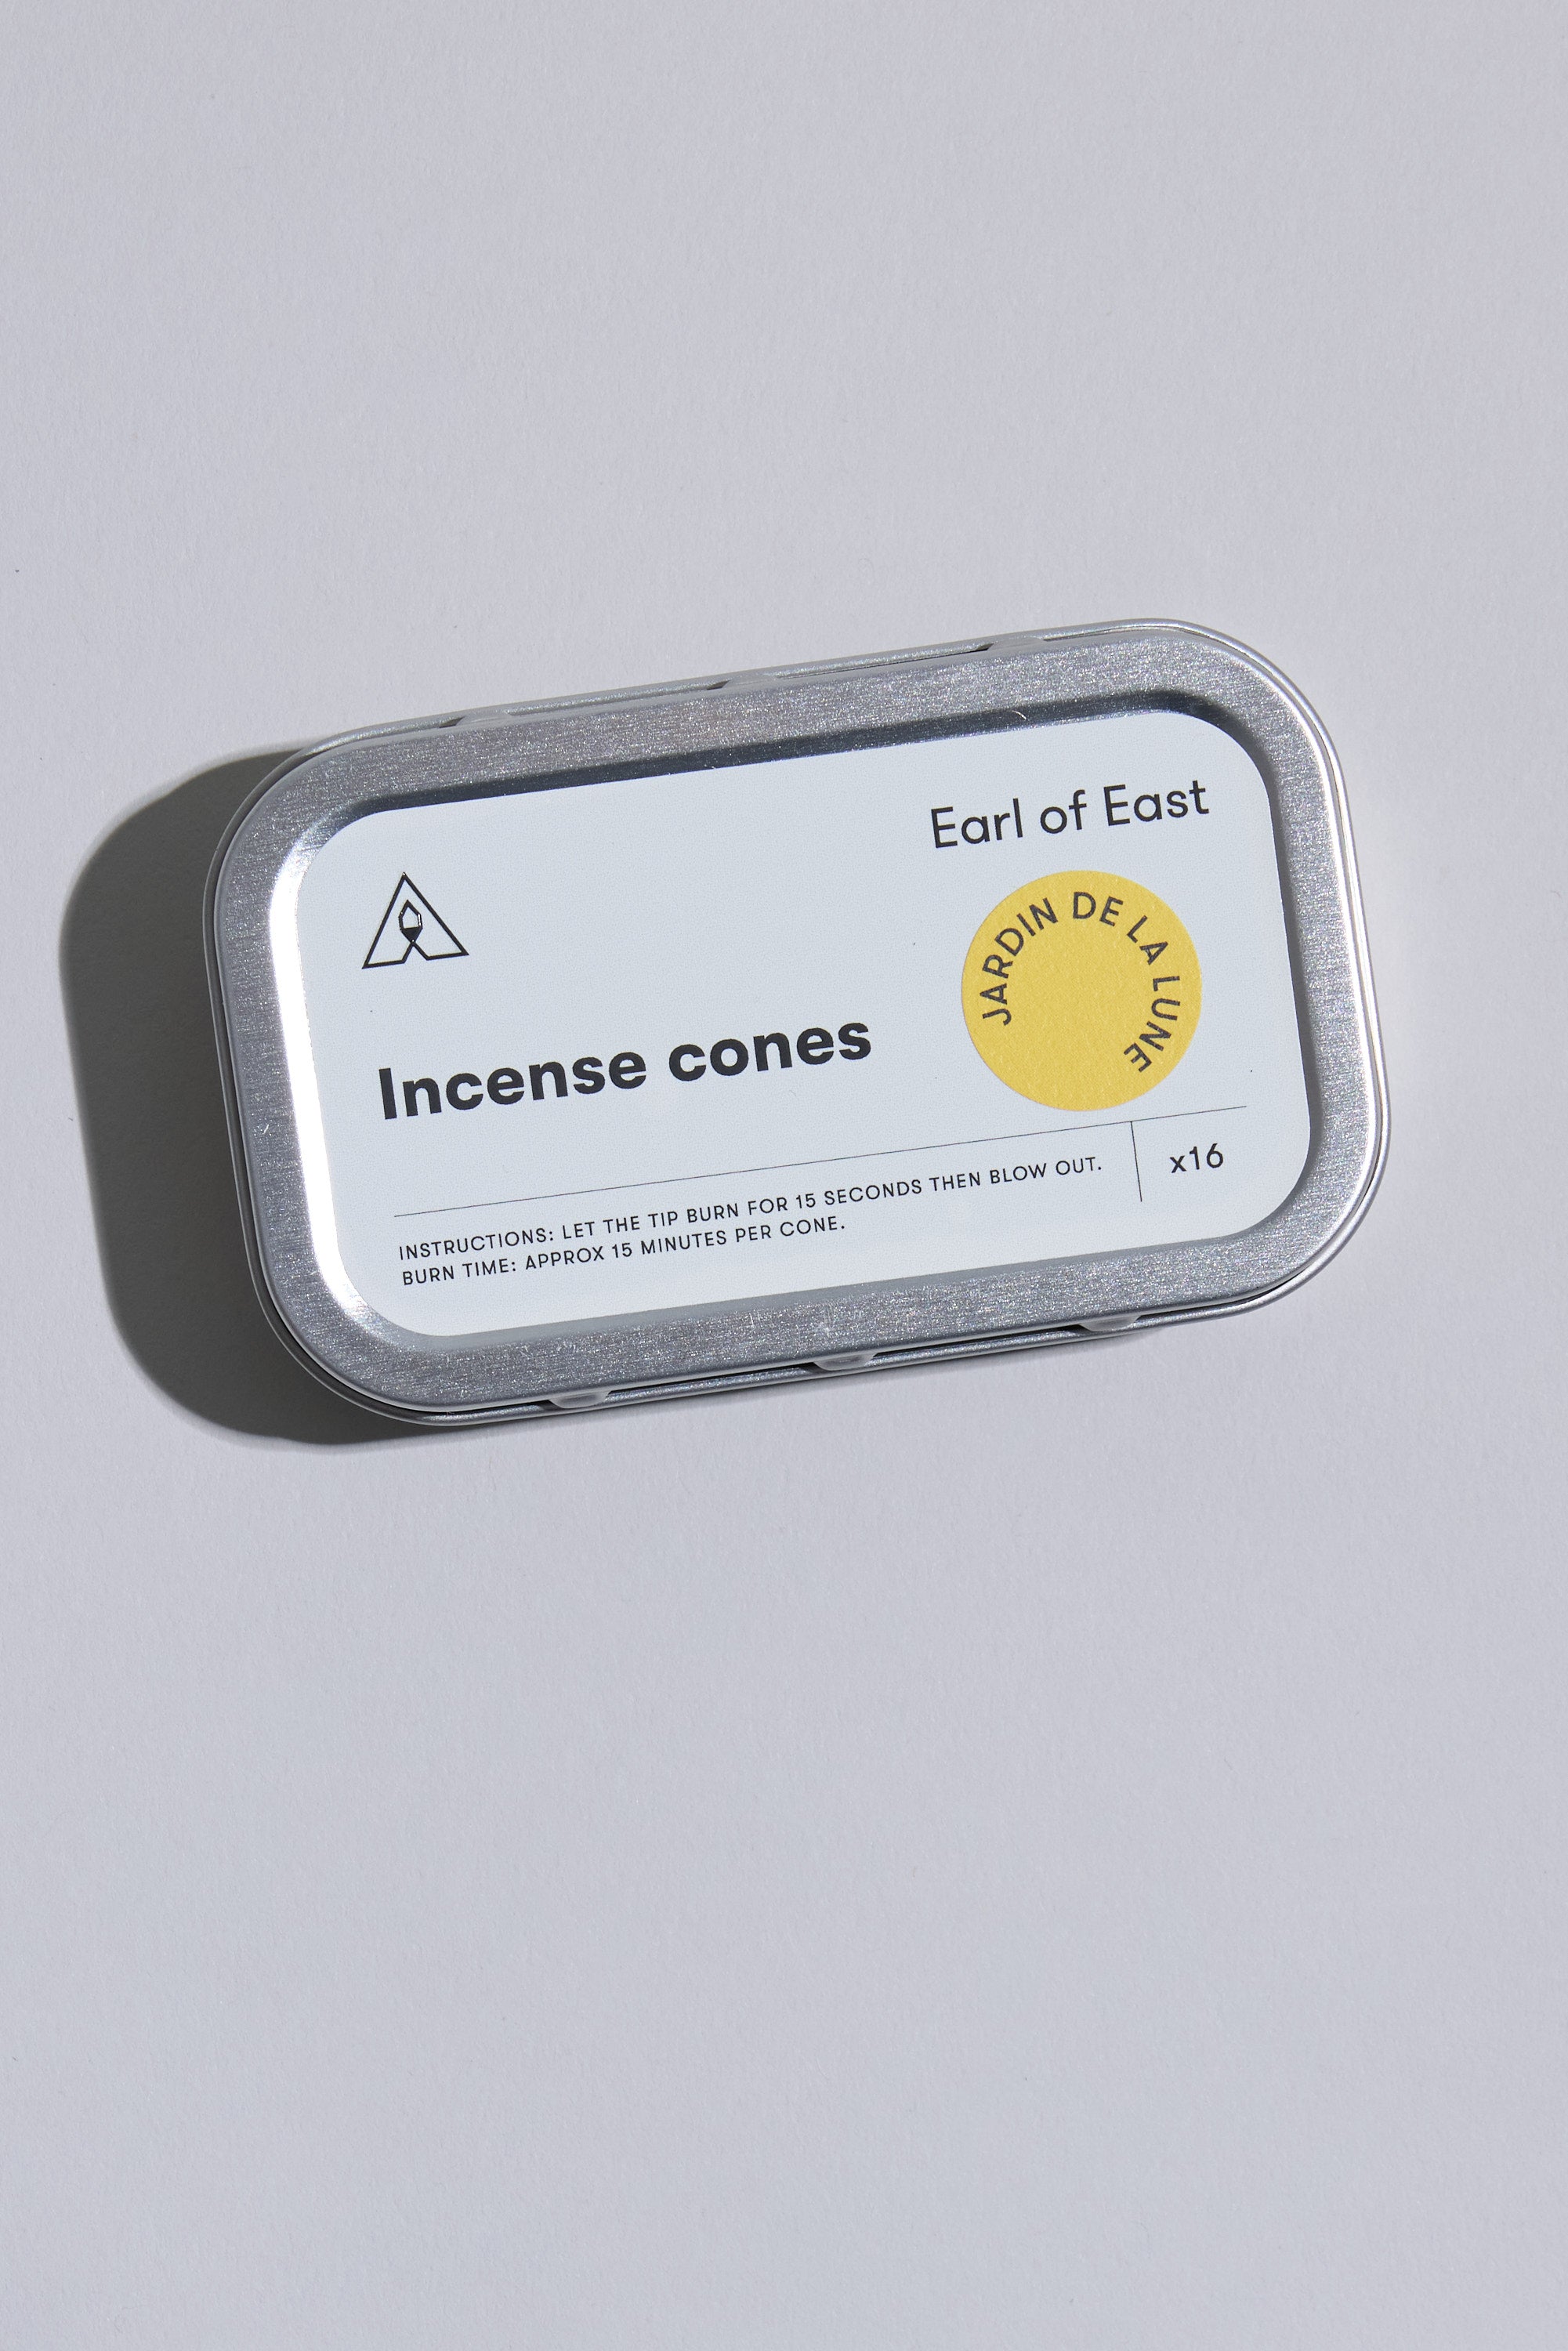 Earl of East
JARDIN DE LA LUNE
Incense cones
INSTRUCTIONS: LET THE TIP BURN FOR 15 SECONDS THEN BLOW OUT.
BURN TIME: APPROX 15 MINUTES PER CONE.
x16